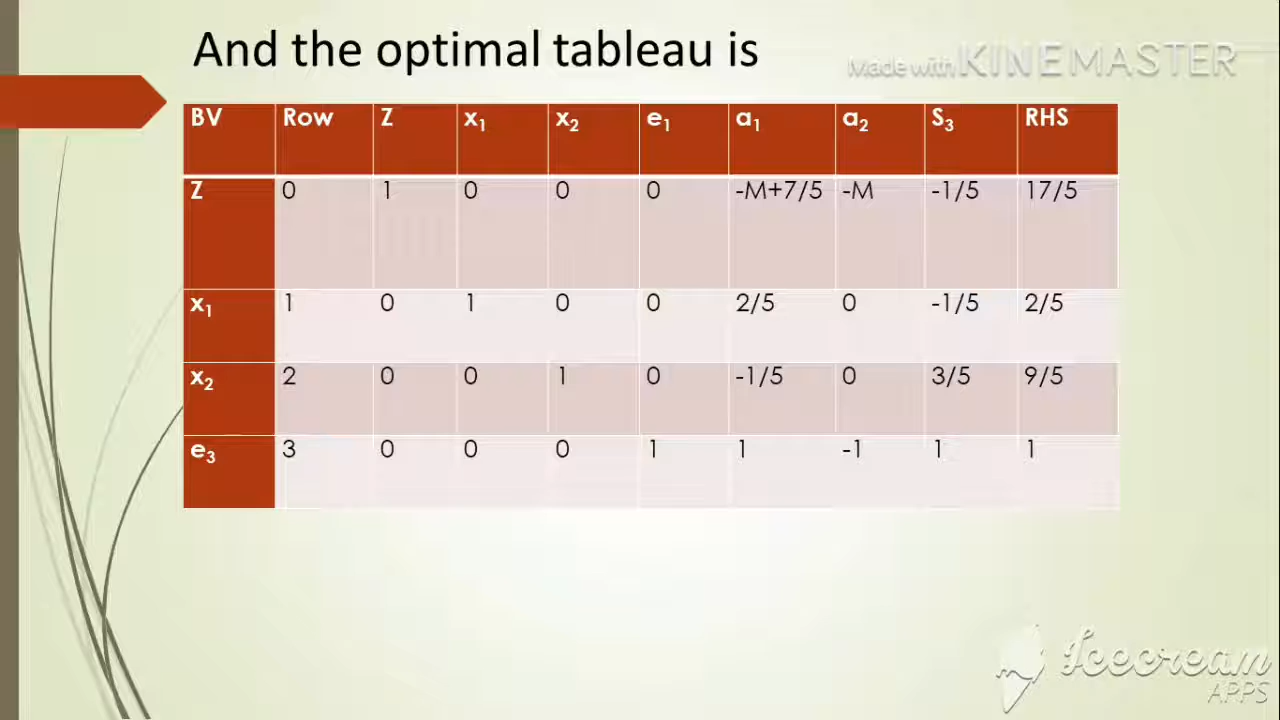 And the optimal tableau is
Made with KINEMASTER
BV Row Z x₁ x₂ e₁ a₁ a₂ S₃ RHS
Z 0 1 0 0 0 -M+7/5 -M -1/5 17/5
x₁ 1 0 1 0 0 2/5 0 -1/5 2/5
x₂ 2 0 0 1 0 -1/5 0 3/5 9/5
e₃ 3 0 0 0 1 1 -1 1 1
Icecream
APPS